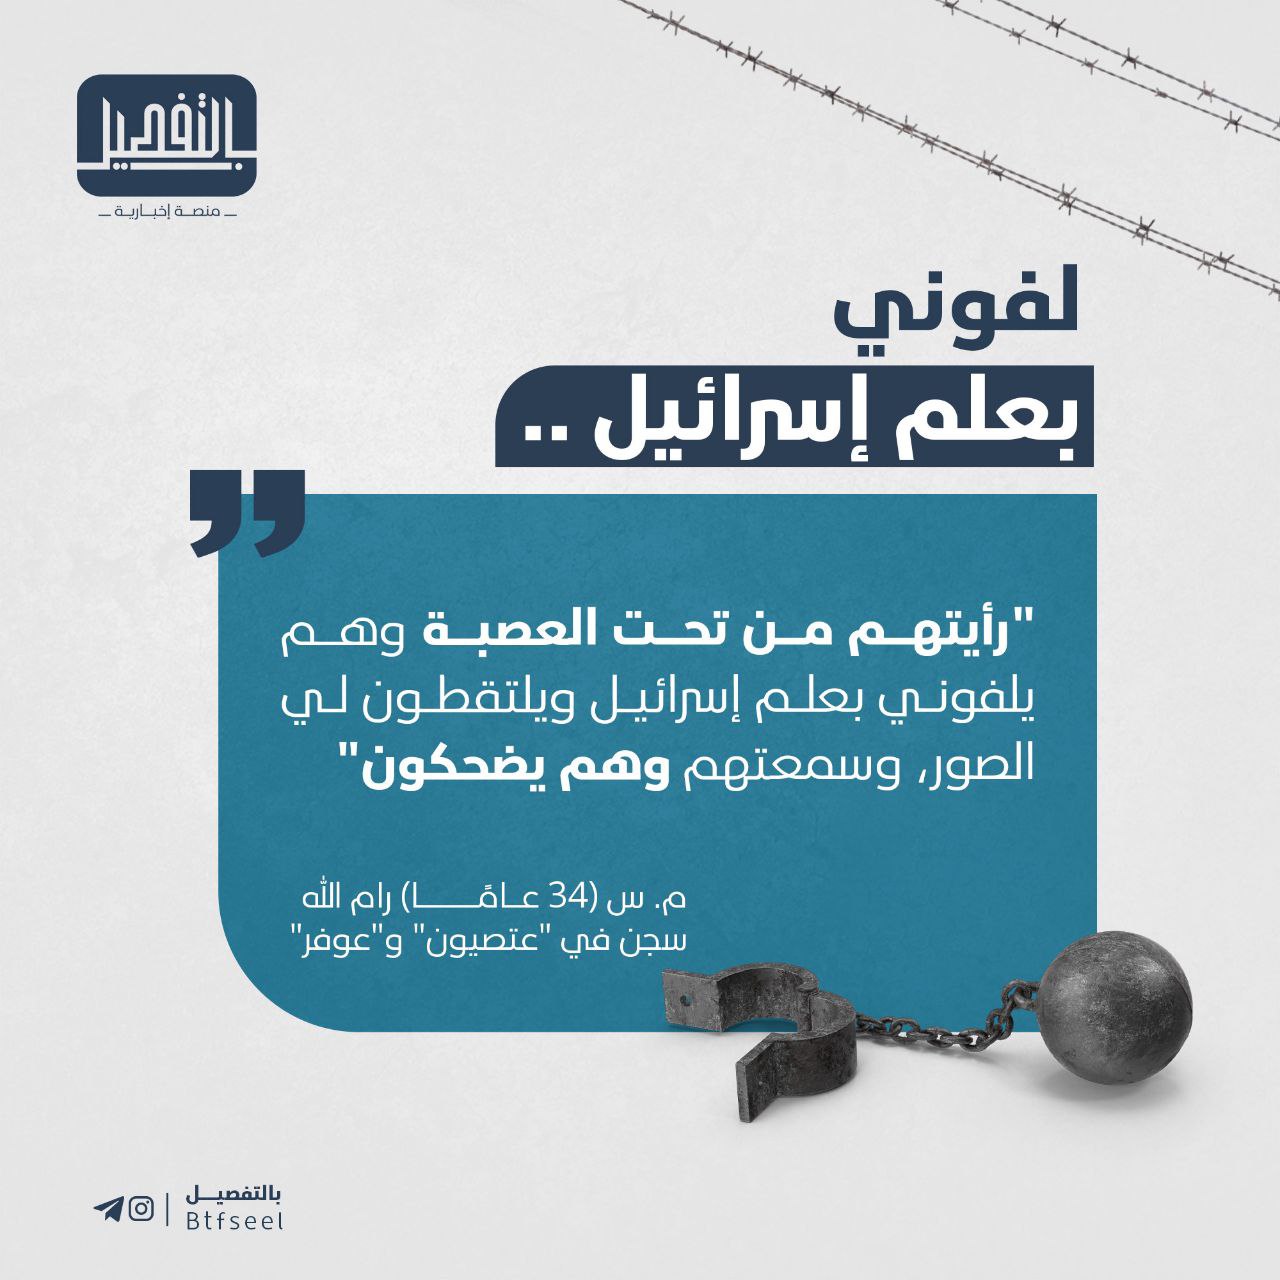 بالتفصيل
منصة إخبارية
لفوني
بعلم إسرائيل ..
"رأيتهم من تحت العصبة وهم
يلفوني بعلم إسرائيل ويلتقطون لي
الصور، وسمعتهم وهم يضحكون"
م. س (34 عامًا) رام الله
سجن في "عتصيون" و"عوفر"
بالتفصيل
Btfseel